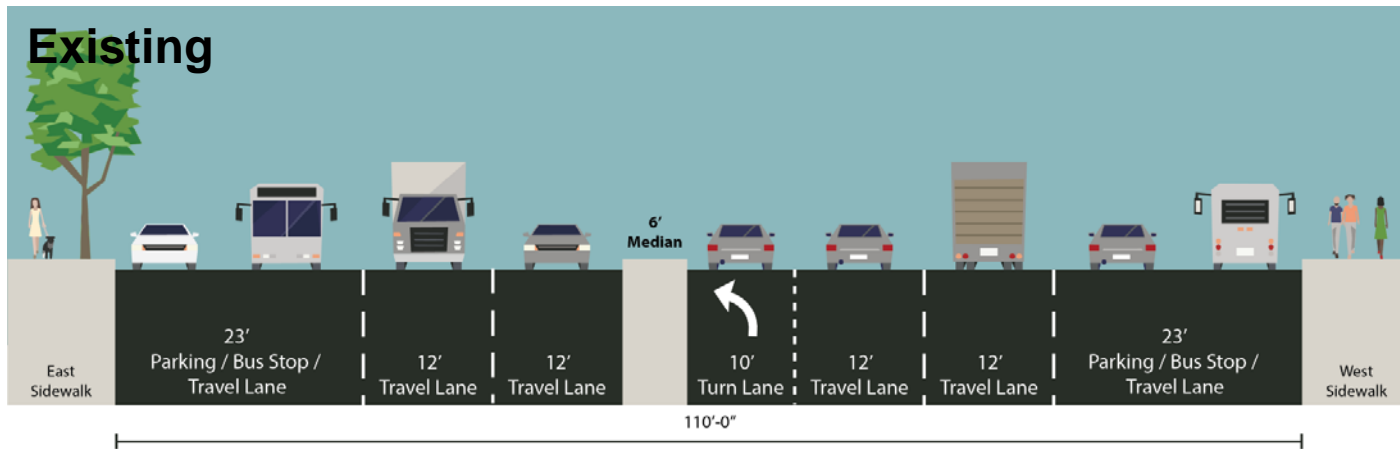 Existing
6'
Median
23'
Parking / Bus Stop /
Travel Lane
12'
Travel Lane
12'
Travel Lane
10'
Turn Lane
12'
Travel Lane
12'
Travel Lane
23'
Parking / Bus Stop /
Travel Lane
East
Sidewalk
West
Sidewalk
110'-0"